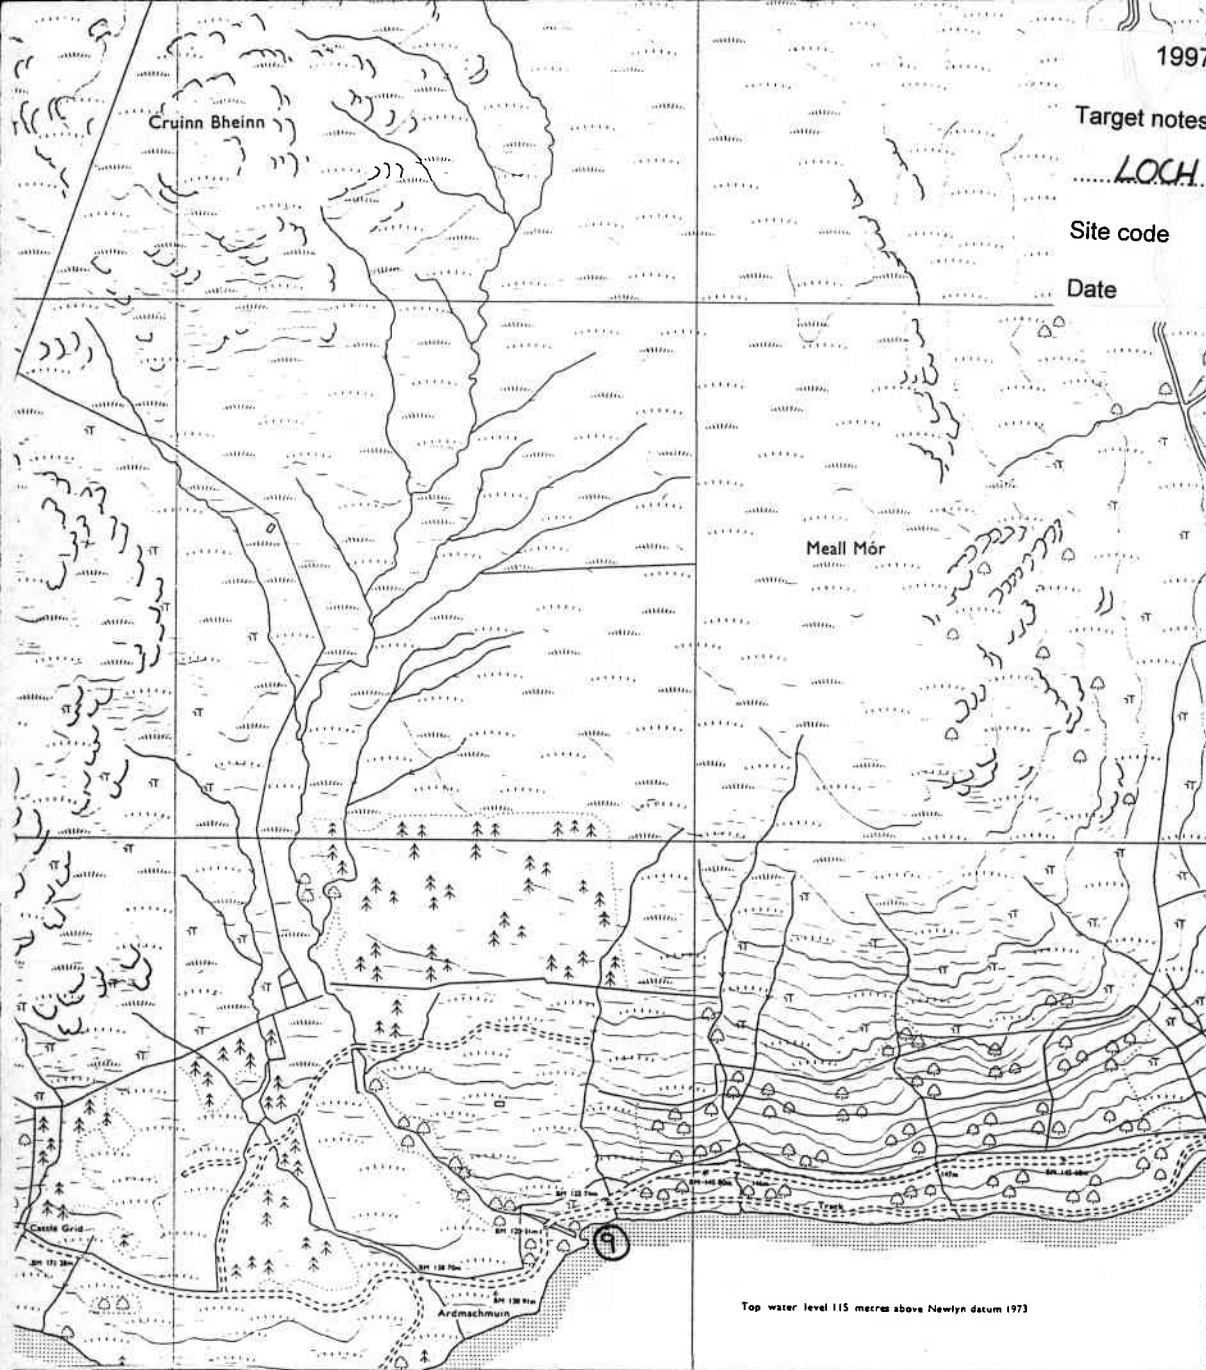 1997
Target notes
LOCH
Site code
Date
Cruinn Bheinn
Meall Mór
Track
147m
Cattle Grid
Ardmachmuin
9
Top water level 115 metres above Newlyn datum 1973